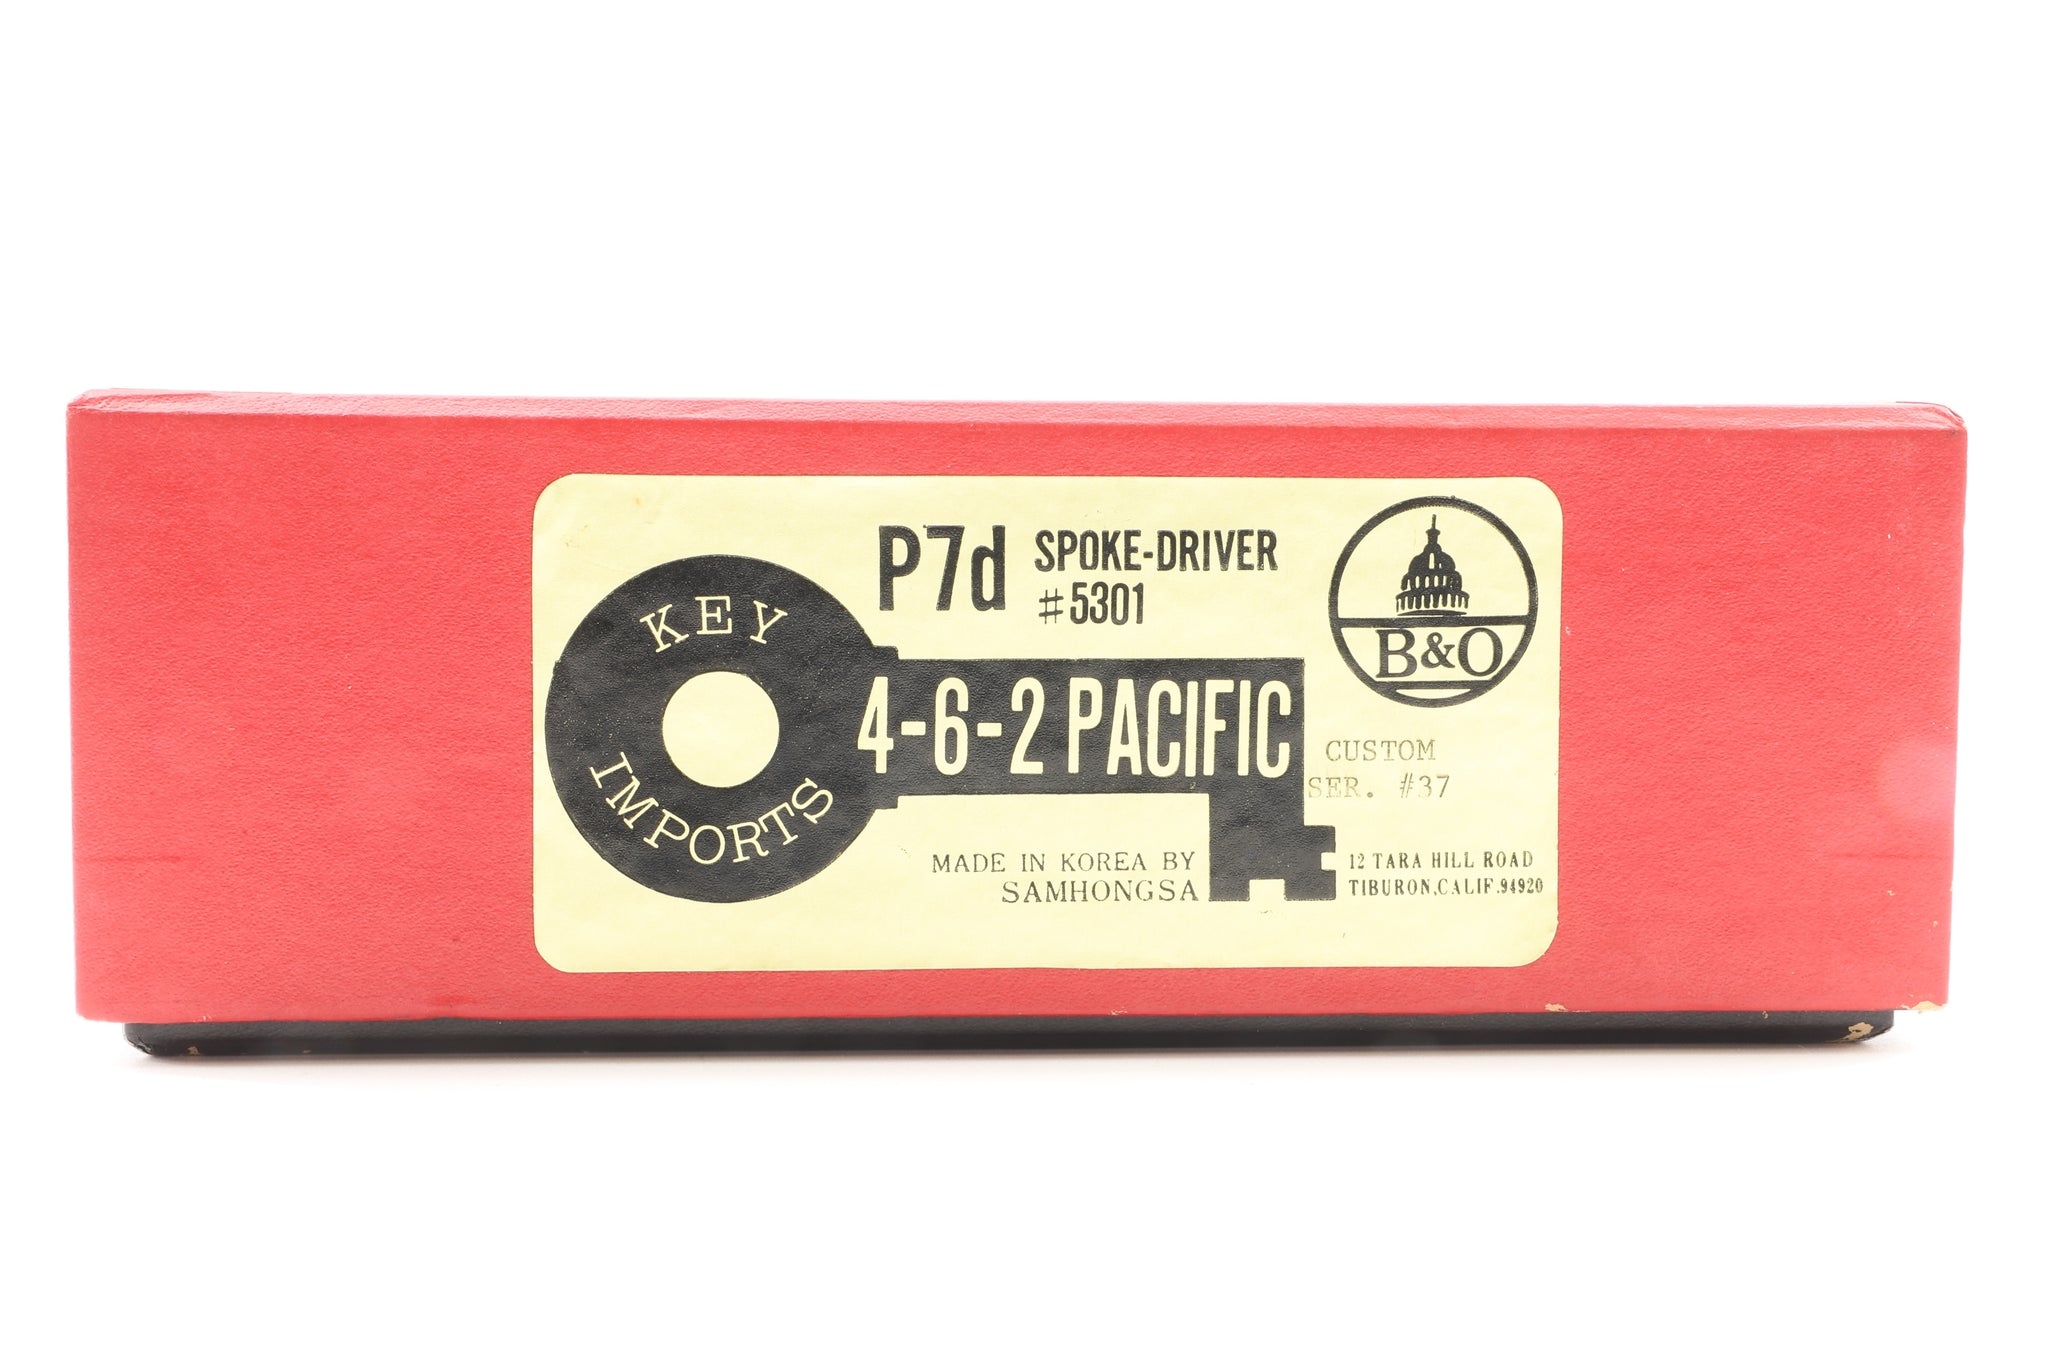 P7d SPOKE-DRIVER
#5301
B&O
KEY
IMPORTS
4-6-2 PACIFIC
CUSTOM
SER. #37
MADE IN KOREA BY
SAMHONGSA
12 TARA HILL ROAD
TIBURON, CALIF. 94920